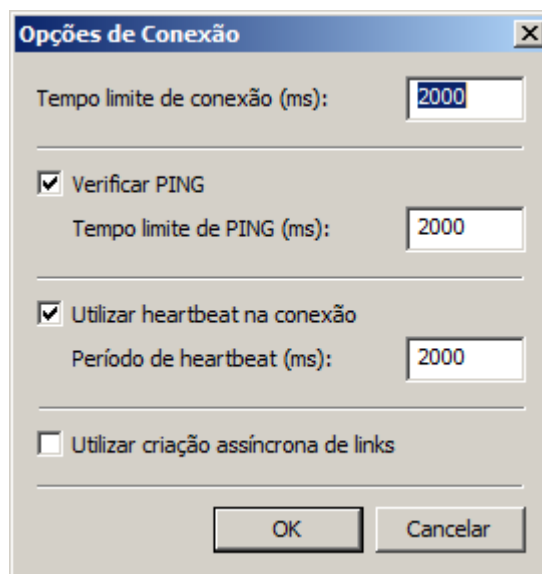 Opções de Conexão
Tempo limite de conexão (ms): 2000
Verificar PING
Tempo limite de PING (ms): 2000
Utilizar heartbeat na conexão
Período de heartbeat (ms): 2000
Utilizar criação assíncrona de links
OK Cancelar